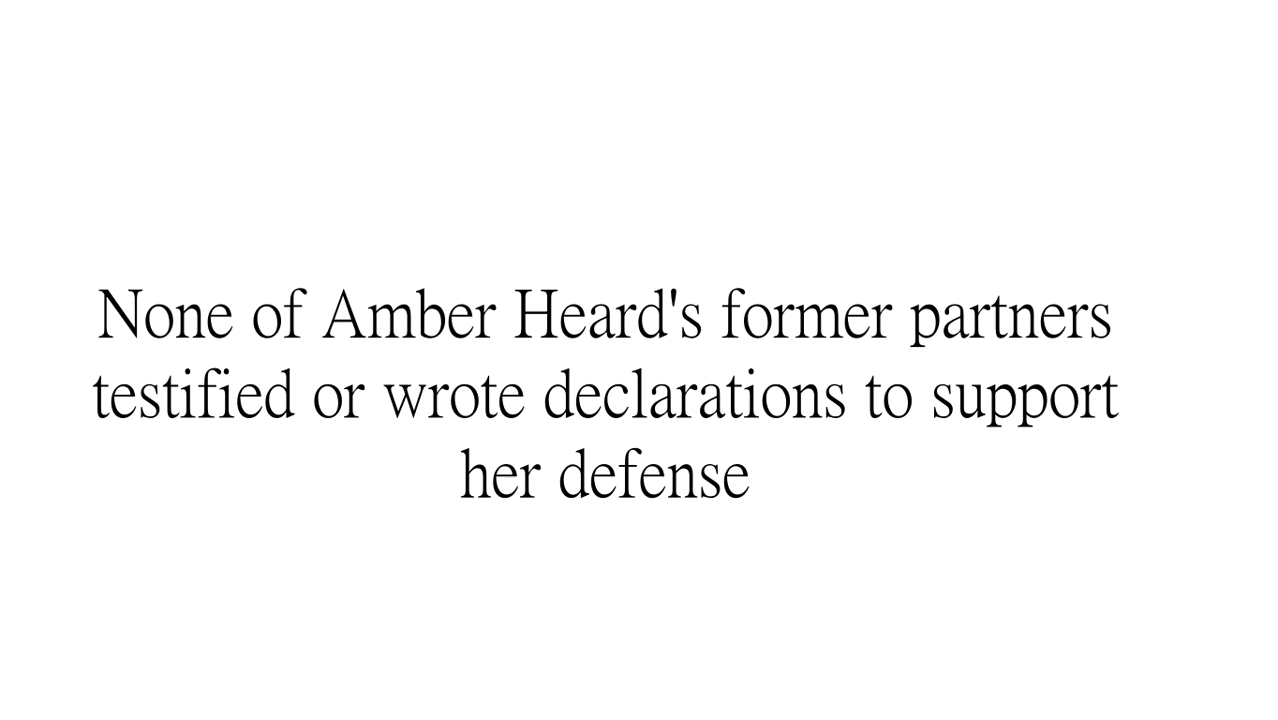 None of Amber Heard's former partners
testified or wrote declarations to support
her defense